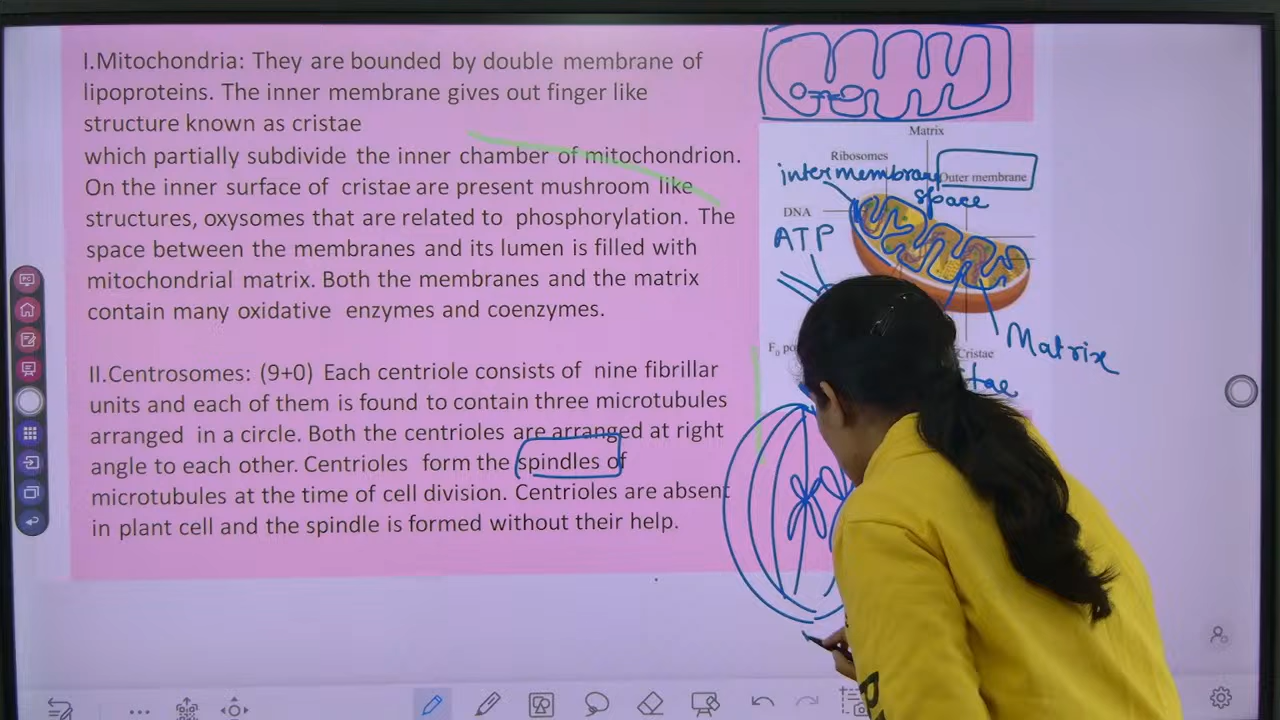 I.Mitochondria: They are bounded by double membrane of
lipoproteins. The inner membrane gives out finger like
structure known as cristae
which partially subdivide the inner chamber of mitochondrion.
On the inner surface of cristae are present mushroom like
structures, oxysomes that are related to phosphorylation. The
space between the membranes and its lumen is filled with
mitochondrial matrix. Both the membranes and the matrix
contain many oxidative enzymes and coenzymes.
II.Centrosomes: (9+0) Each centriole consists of nine fibrillar
units and each of them is found to contain three microtubules
arranged in a circle. Both the centrioles are arranged at right
angle to each other. Centrioles form the spindles of
microtubules at the time of cell division. Centrioles are absent
in plant cell and the spindle is formed without their help.
Matrix
Ribosomes
intermembrany
Outer membrane
space
DNA
ATP
Matrix
F₀
Cristae